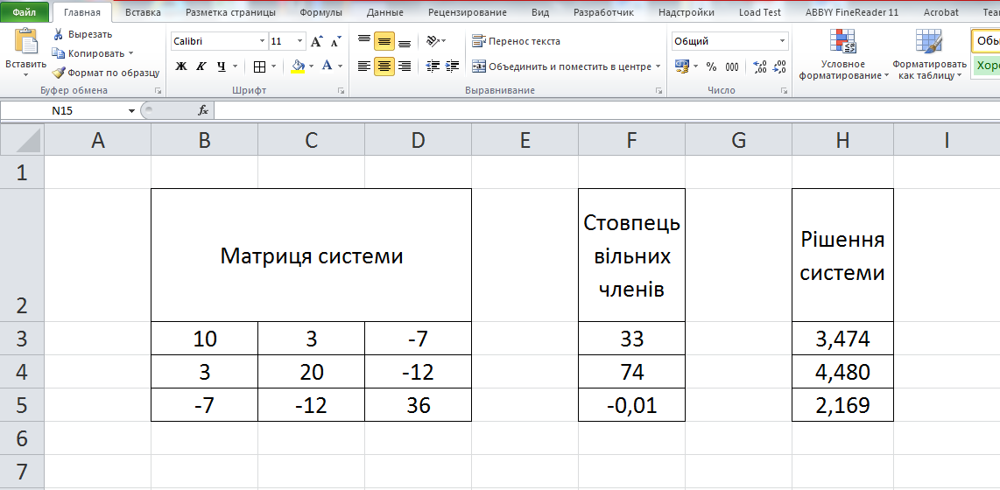 Файл Главная Вставка Разметка страницы Формулы Данные Рецензирование Вид Разработчик Надстройки Load Test ABBYY FineReader 11 Acrobat Tea
Вставить
Вырезать
Копировать
Формат по образцу
Буфер обмена
Calibri 11
Ж К Ч А
Шрифт
Перенос текста
Объединить и поместить в центре
Выравнивание
Общий
% 000 ,00 ,0
Число
Условное форматирование
Форматировать как таблицу
Обы
Хоро
N15 fx
A B C D E F G H I
1
2 Матриця системи Стовпець вільних членів Рішення системи
3 10 3 -7 33 3,474
4 3 20 -12 74 4,480
5 -7 -12 36 -0,01 2,169
6
7